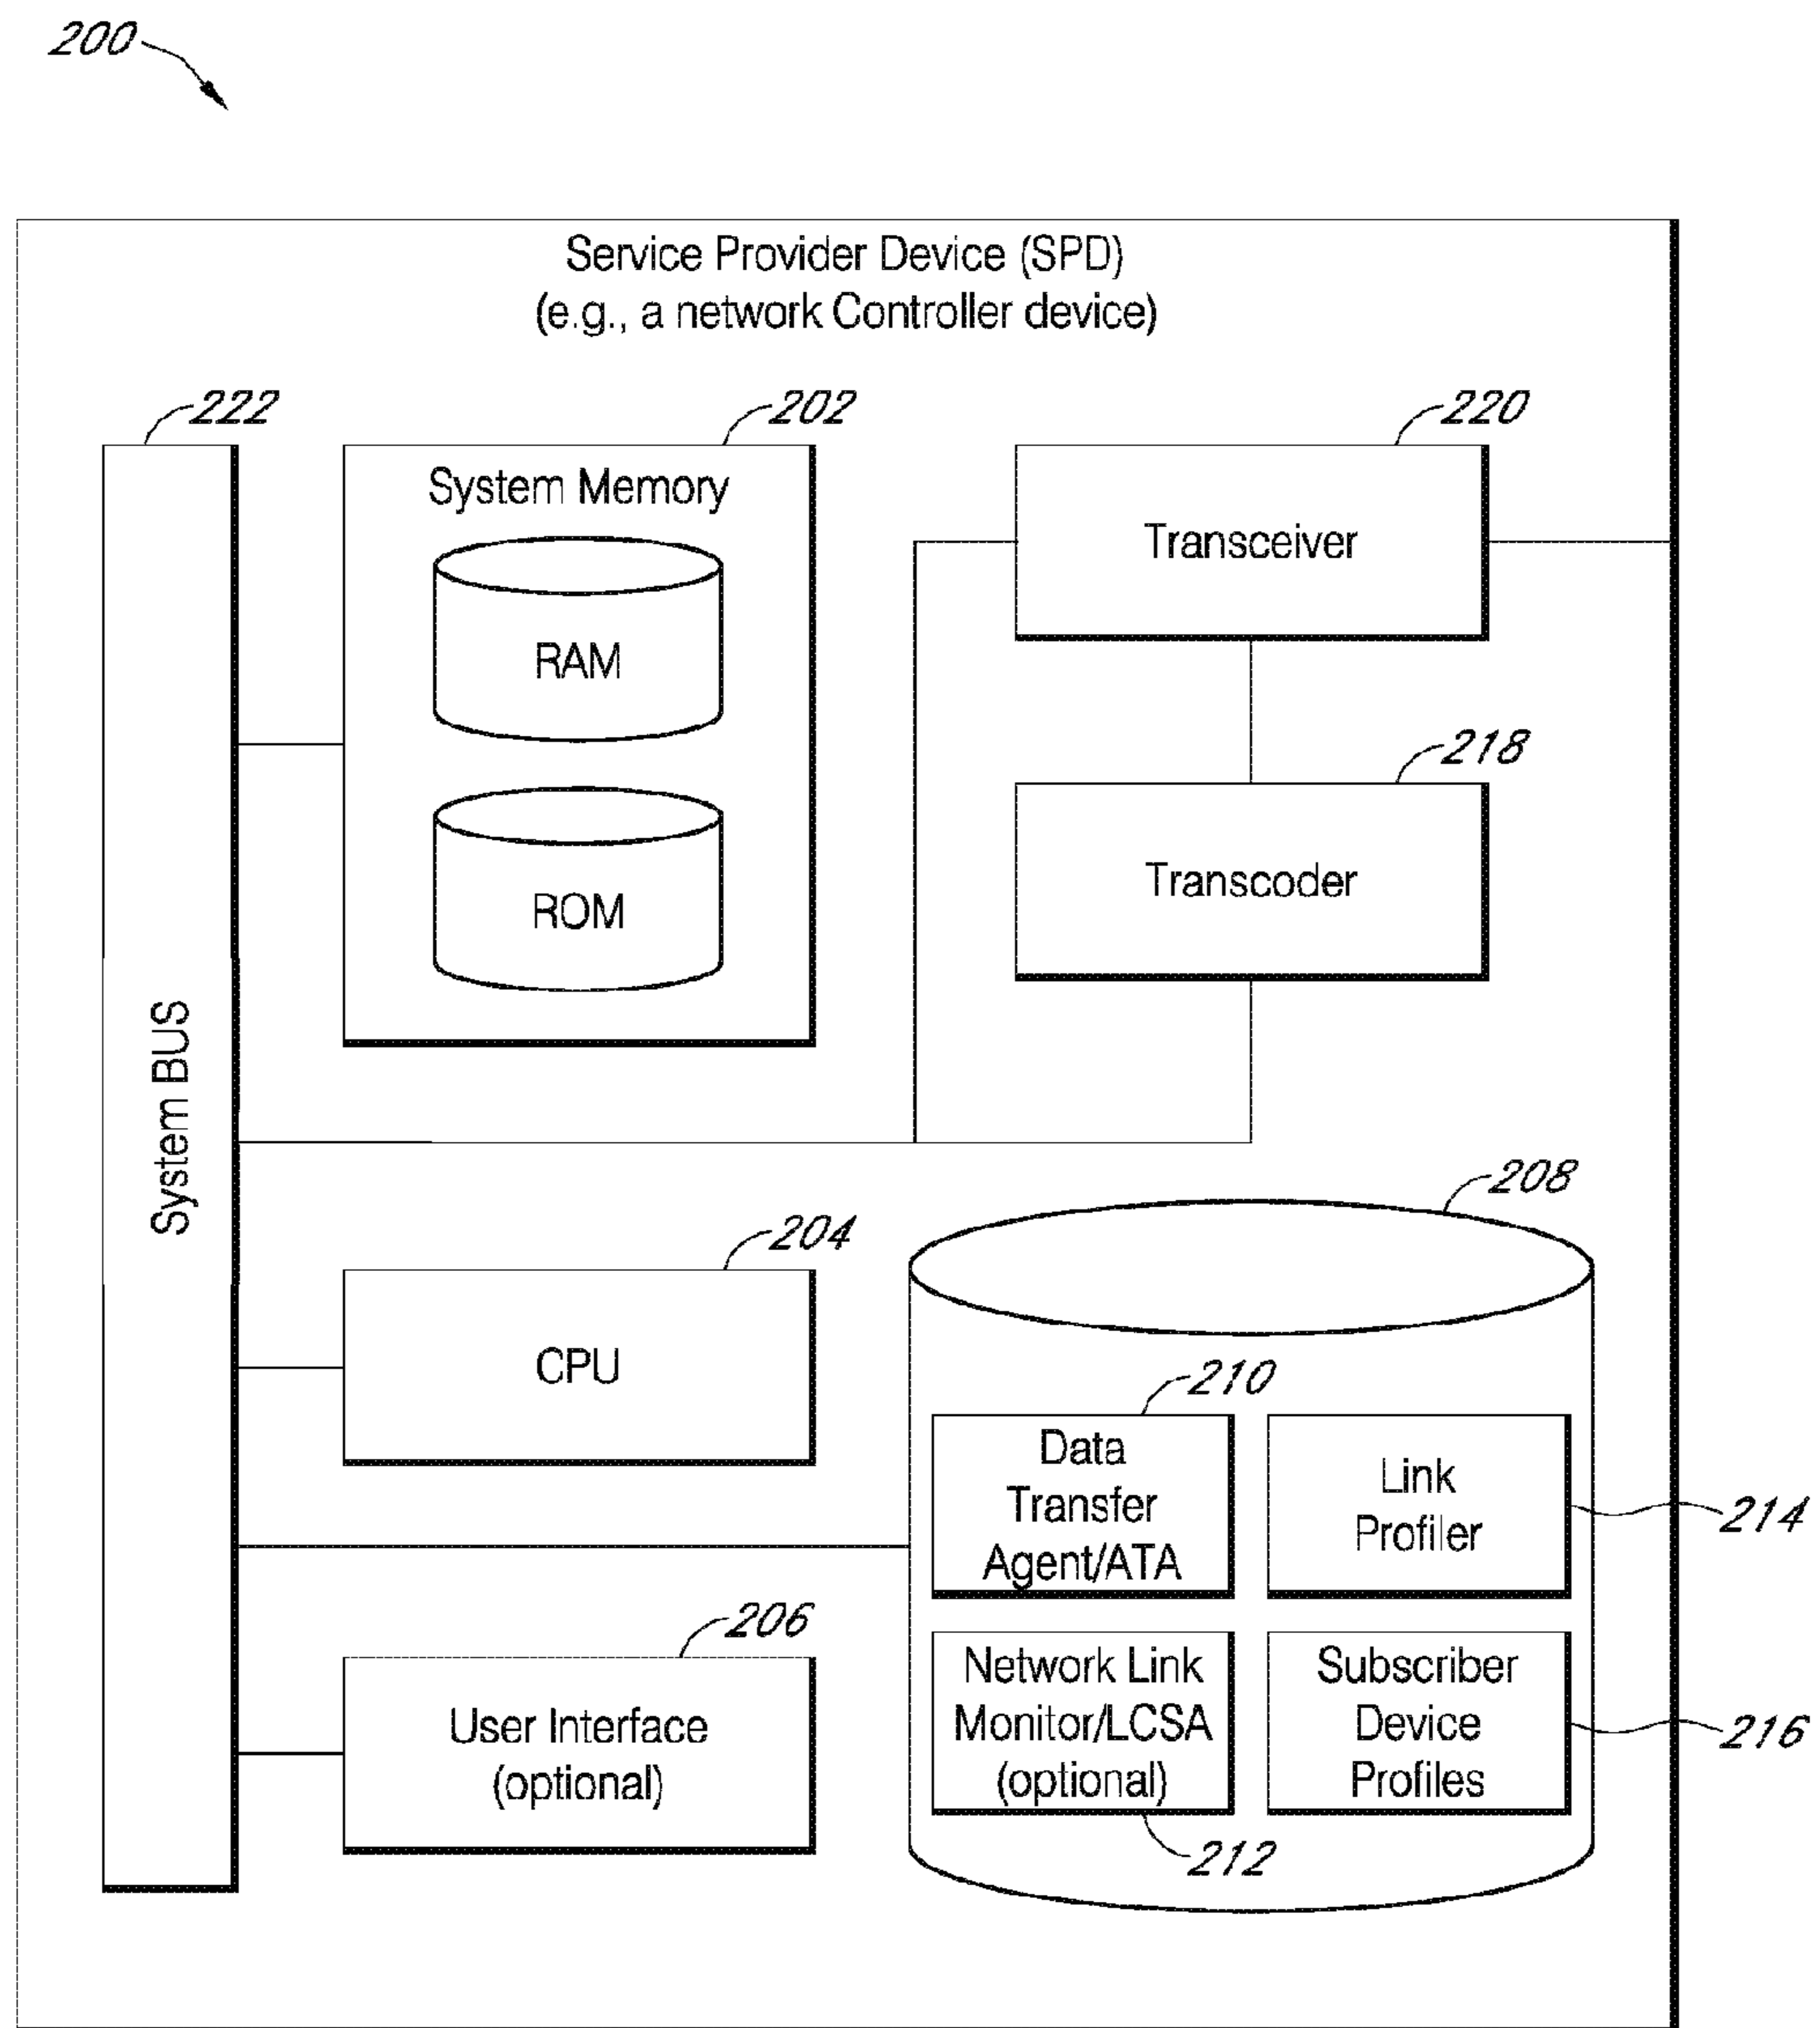 200
Service Provider Device (SPD)
(e.g., a network Controller device)
222
202
220
System Memory
Transceiver
RAM
218
ROM
Transcoder
System BUS
208
204
CPU
210
Data
Transfer
Agent/ATA
Link
Profiler
214
206
User Interface
(optional)
Network Link
Monitor/LCSA
(optional)
Subscriber
Device
Profiles
216
212